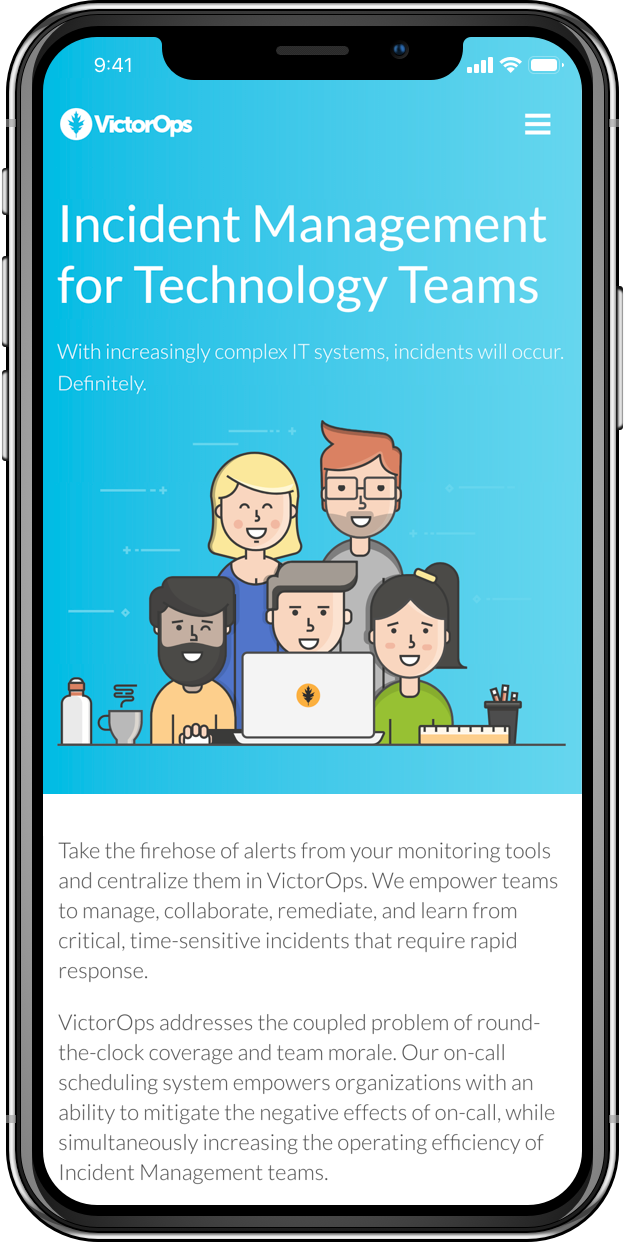 9:41
VictorOps
Incident Management
for Technology Teams
With increasingly complex IT systems, incidents will occur.
Definitely.
Take the firehose of alerts from your monitoring tools
and centralize them in VictorOps. We empower teams
to manage, collaborate, remediate, and learn from
critical, time-sensitive incidents that require rapid
response.
VictorOps addresses the coupled problem of round-
the-clock coverage and team morale. Our on-call
scheduling system empowers organizations with an
ability to mitigate the negative effects of on-call, while
simultaneously increasing the operating efficiency of
Incident Management teams.